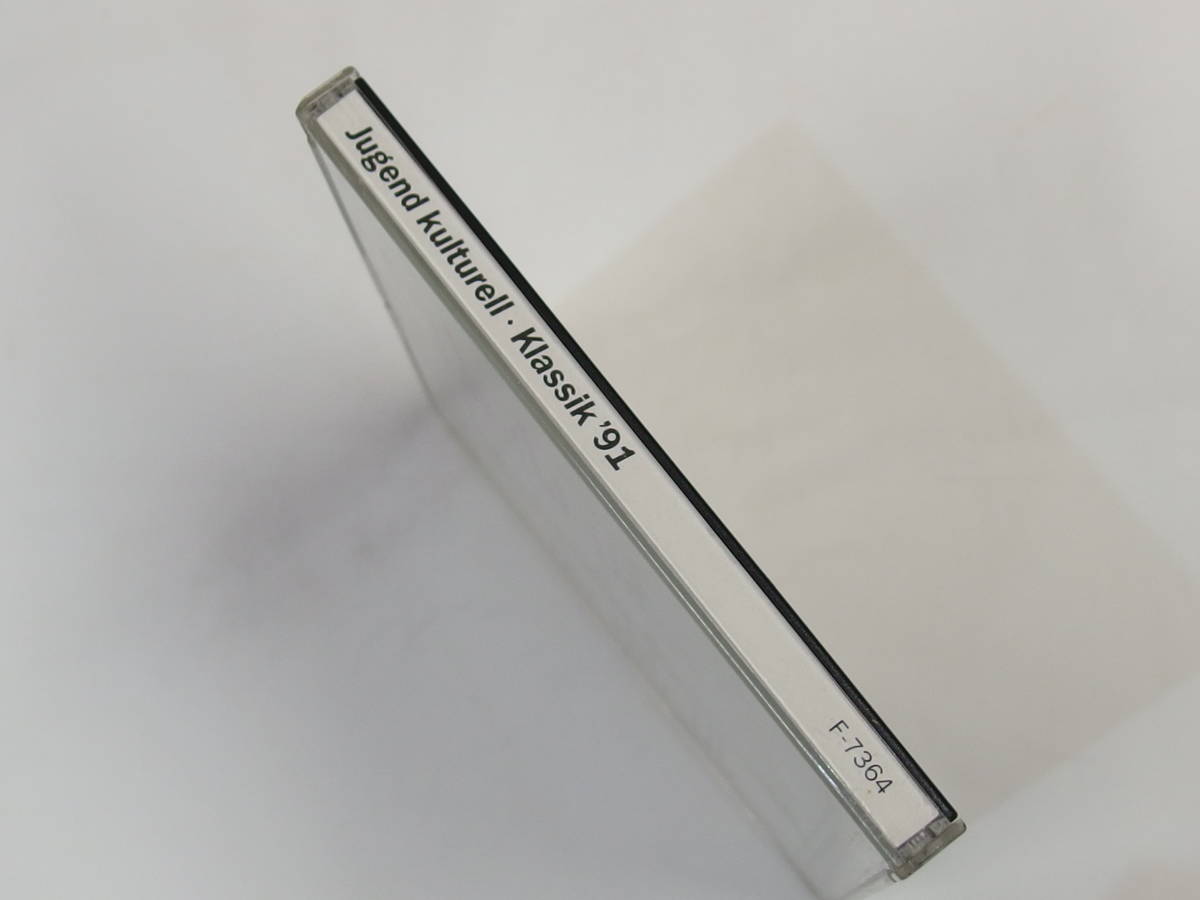 Jugend kulturell · Klassik '91
F-7364